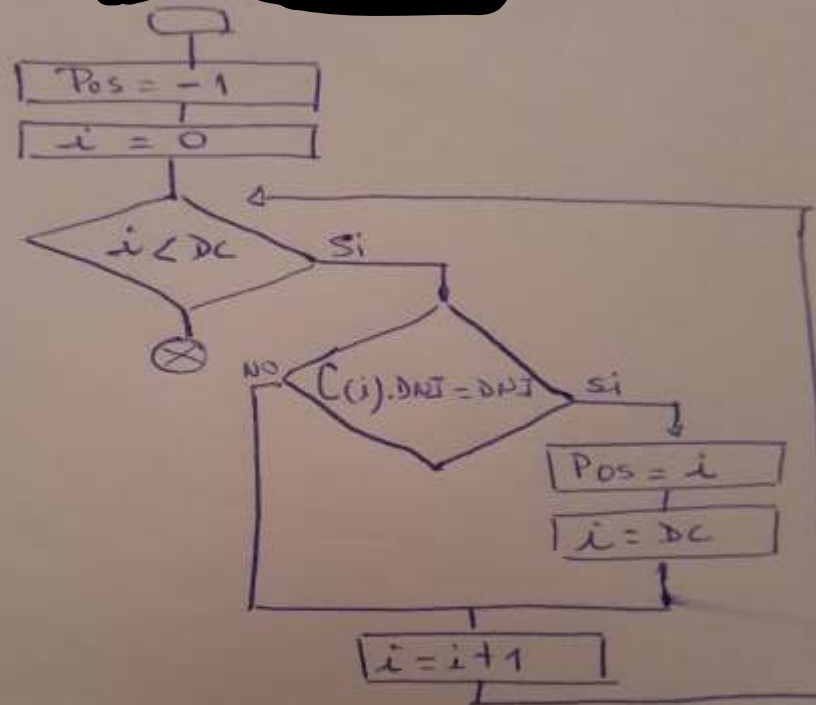 Pos = -1
i = 0
i < DC
Si
NO
C(i).DNI = DNI
Si
Pos = i
i = DC
i = i + 1